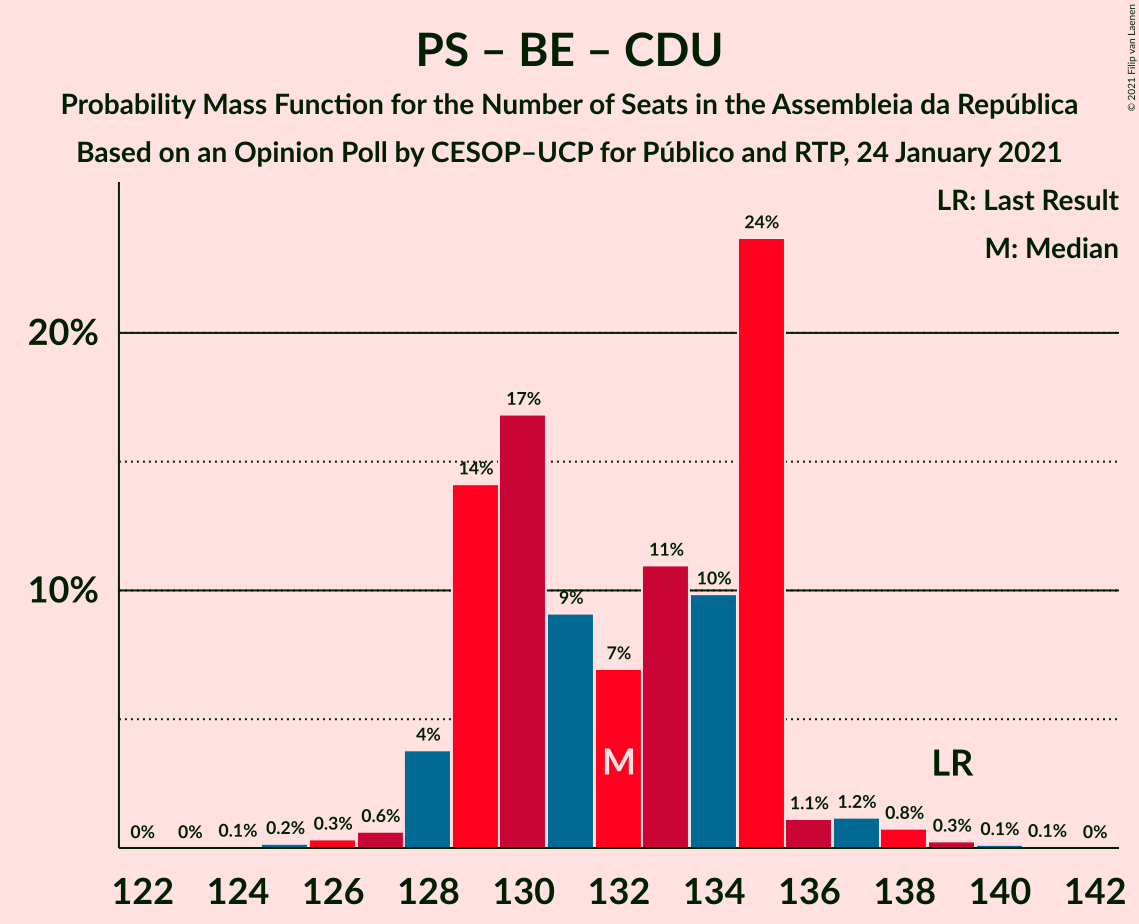 PS – BE – CDU
Probability Mass Function for the Number of Seats in the Assembleia da República
Based on an Opinion Poll by CESOP–UCP for Público and RTP, 24 January 2021
© 2021 Filip van Laenen
LR: Last Result
M: Median
20%
10%
0%
0%
0.1%
0.2%
0.3%
0.6%
4%
14%
17%
9%
7%
11%
10%
24%
1.1%
1.2%
0.8%
0.3%
0.1%
0.1%
0%
M
LR
122 124 126 128 130 132 134 136 138 140 142